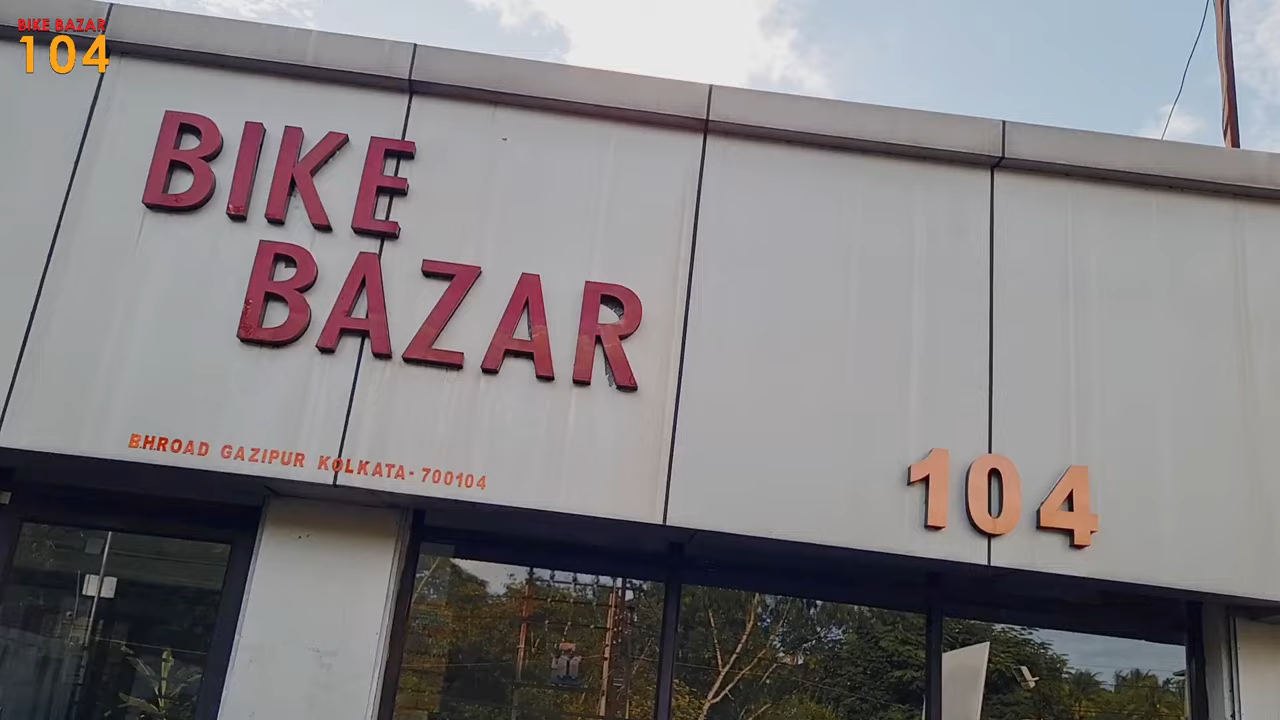 BIKE BAZAR
104
BIKE
BAZAR
BHROAD GAZIPUR KOLKATA-700104
104